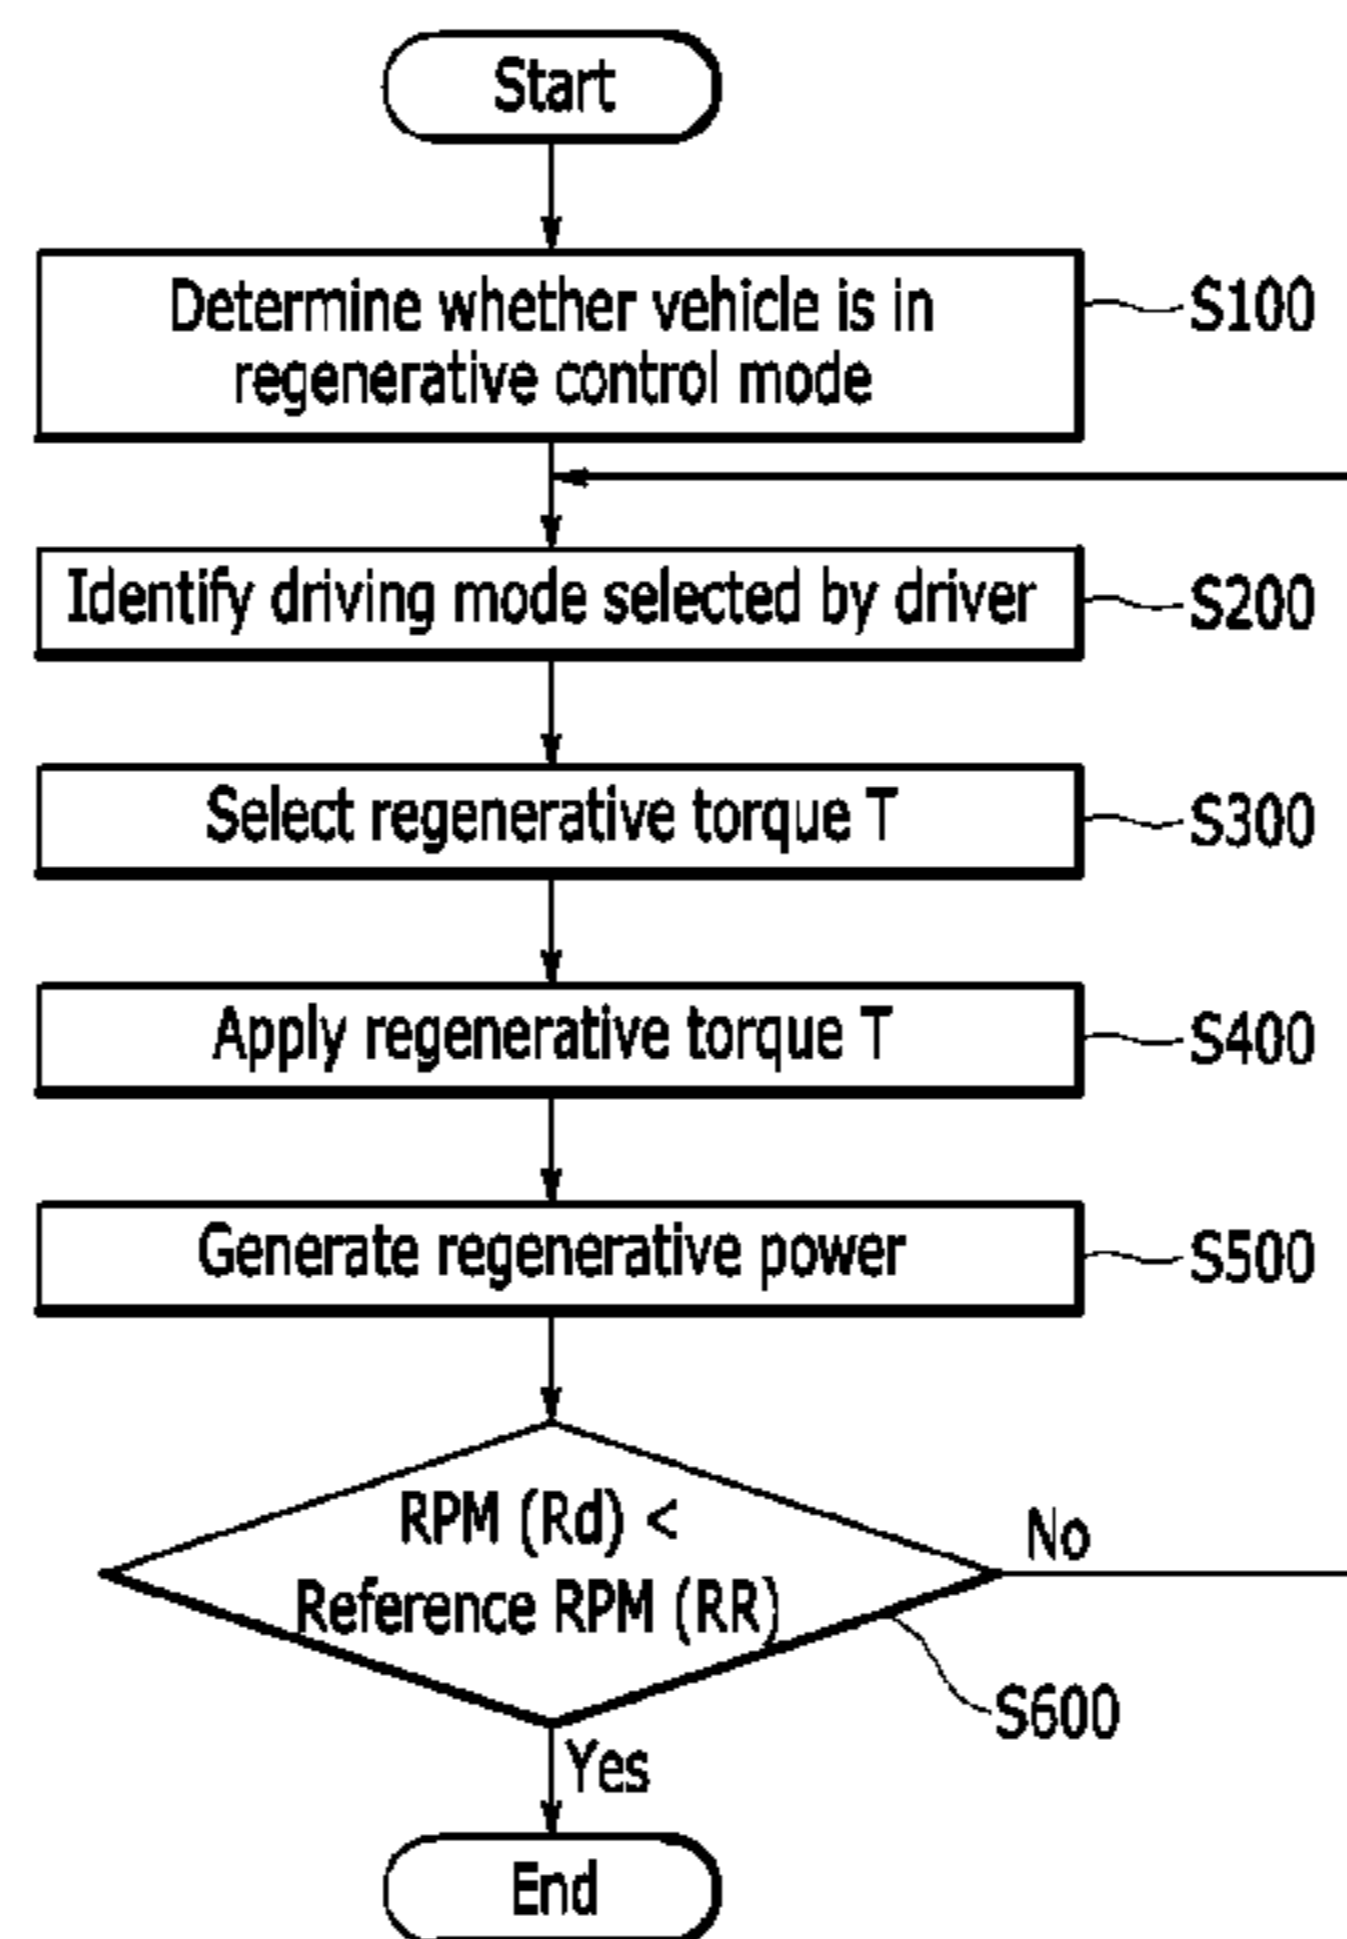 Start
Determine whether vehicle is in
regenerative control mode
S100
Identify driving mode selected by driver
S200
Select regenerative torque T
S300
Apply regenerative torque T
S400
Generate regenerative power
S500
RPM (Rd) <
Reference RPM (RR)
No
S600
Yes
End